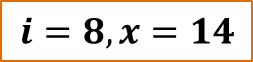 i = 8, x = 14